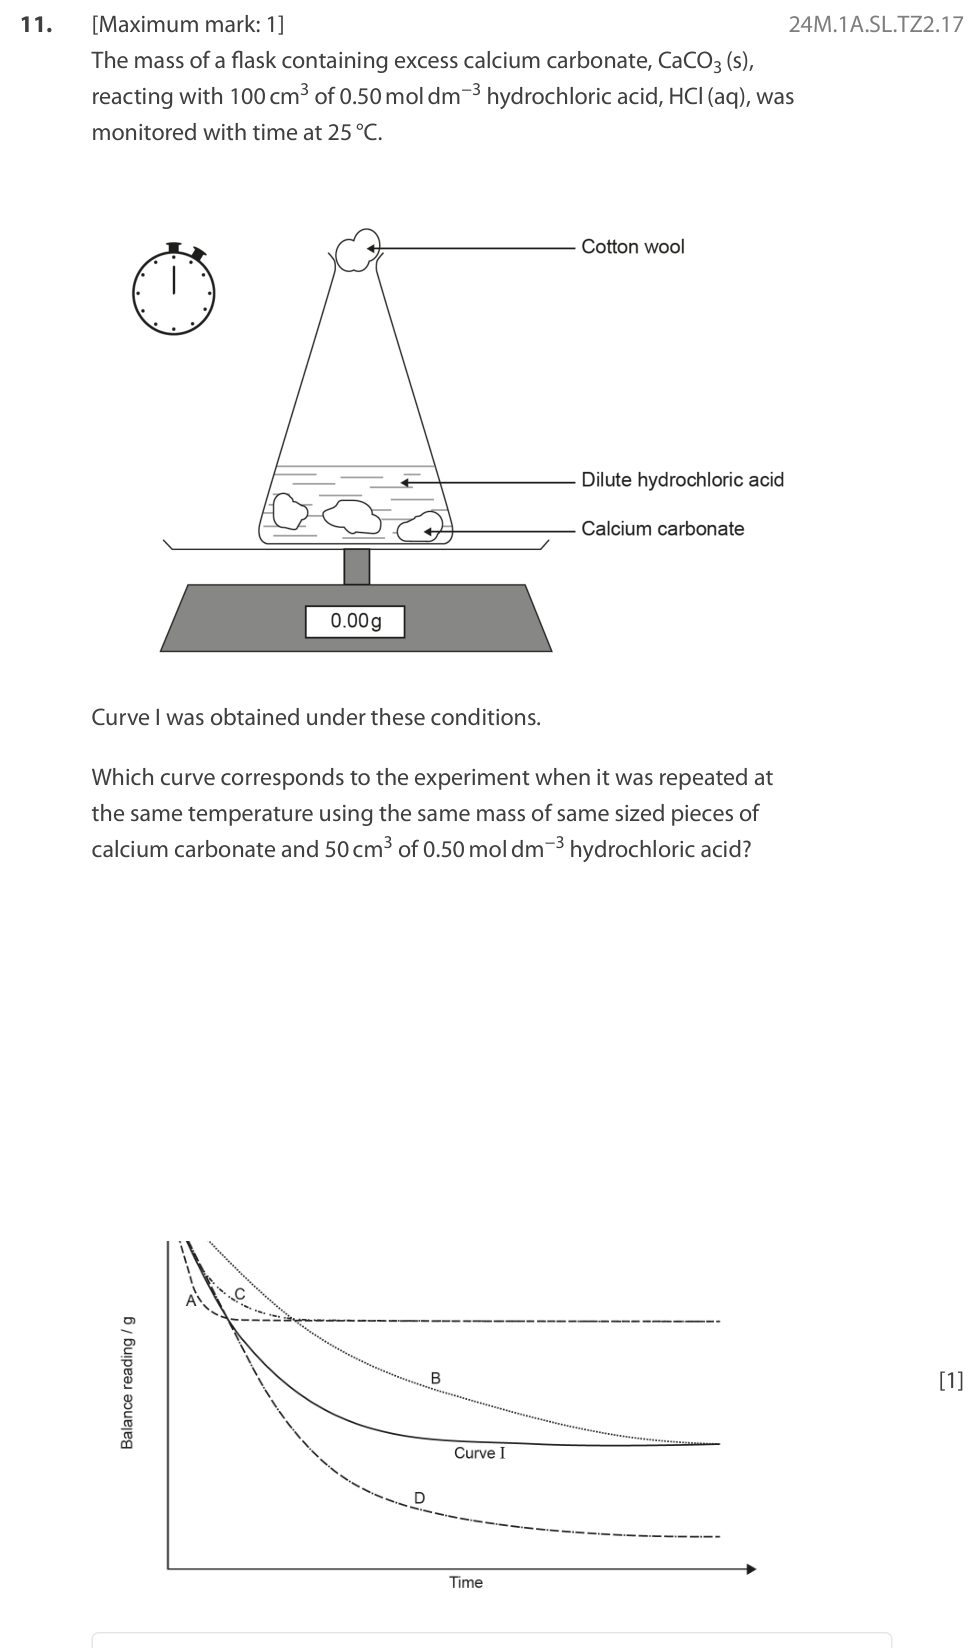 11. [Maximum mark: 1] 24M.1A.SL.TZ2.17
The mass of a flask containing excess calcium carbonate, CaCO₃ (s),
reacting with 100 cm³ of 0.50 mol dm⁻³ hydrochloric acid, HCl (aq), was
monitored with time at 25 °C.
Cotton wool
Dilute hydrochloric acid
Calcium carbonate
0.00 g
Curve I was obtained under these conditions.
Which curve corresponds to the experiment when it was repeated at
the same temperature using the same mass of same sized pieces of
calcium carbonate and 50 cm³ of 0.50 mol dm⁻³ hydrochloric acid?
A
C
B
Balance reading / g
[1]
Curve I
D
Time